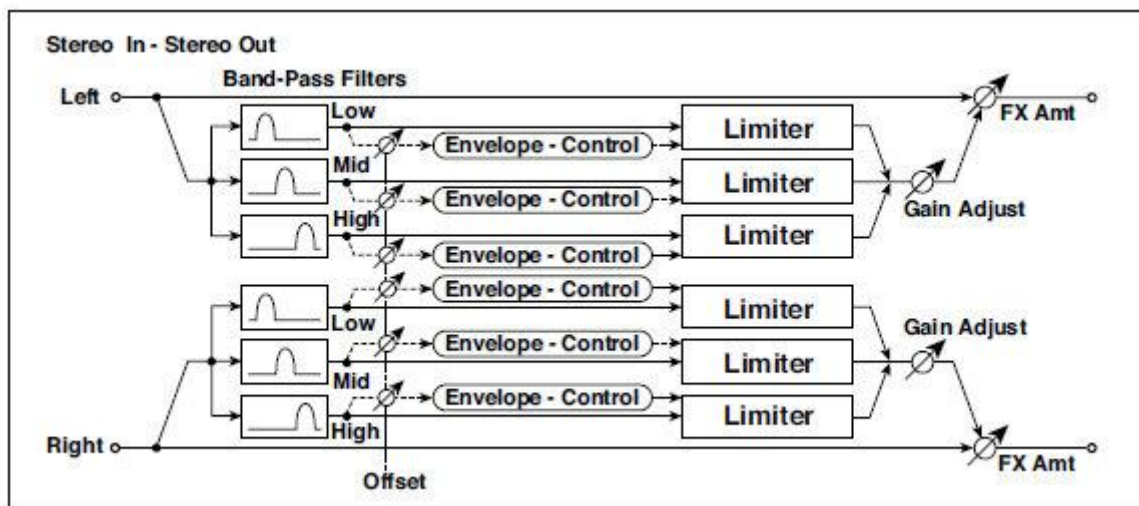 Stereo In - Stereo Out
Band-Pass Filters
Left
Low
Envelope - Control
Limiter
FX Amt
Mid
Envelope - Control
Limiter
Gain Adjust
High
Envelope - Control
Limiter
Envelope - Control
Low
Limiter
Gain Adjust
Envelope - Control
Mid
Limiter
Envelope - Control
High
Limiter
Right
FX Amt
Offset